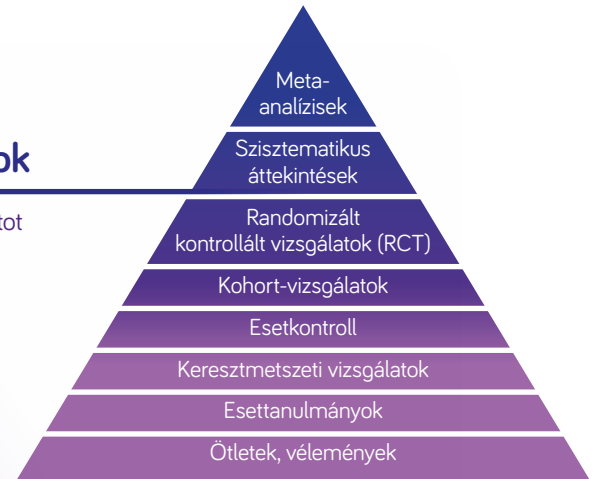 Meta-
analízisek
ok
Szisztematikus
áttekintések
tot
Randomizált
kontrollált vizsgálatok (RCT)
Kohort-vizsgálatok
Esetkontroll
Keresztmetszeti vizsgálatok
Esettanulmányok
Ötletek, vélemények